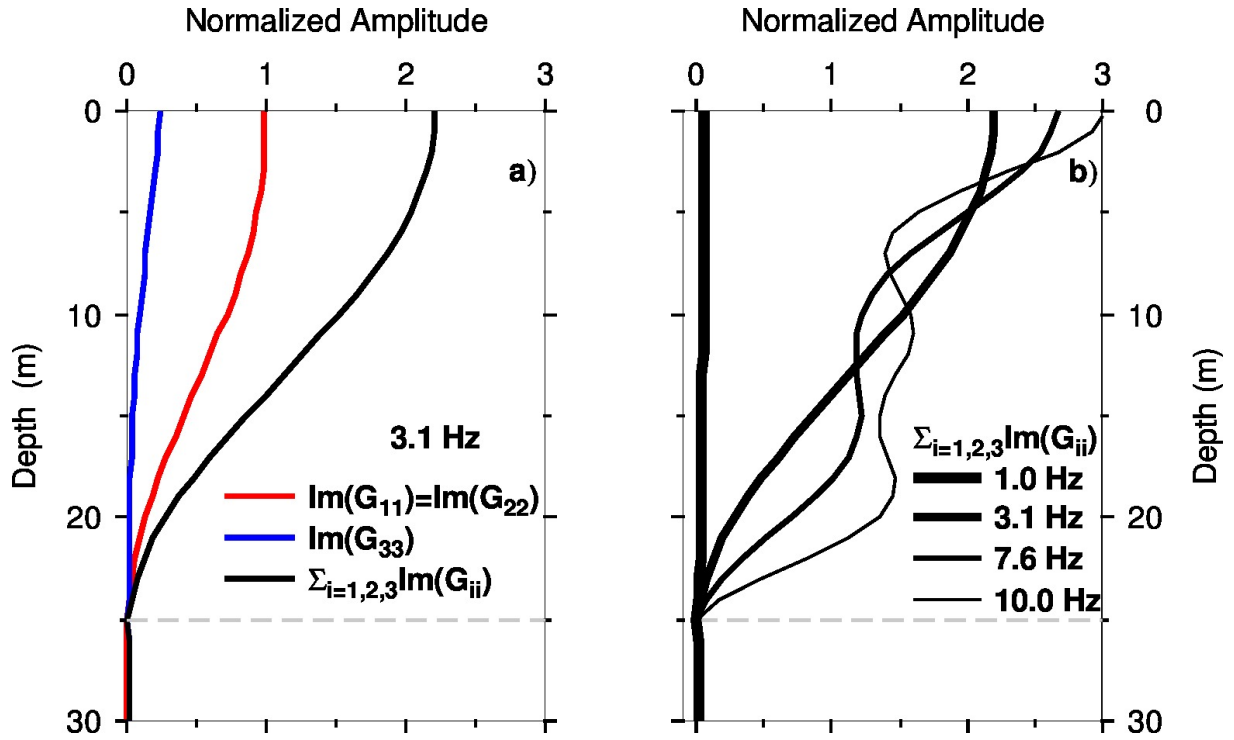 Normalized Amplitude
0 1 2 3
0
10
20
30
Depth (m)
a)
3.1 Hz
Im(G₁₁)=Im(G₂₂)
Im(G₃₃)
Σᵢ₌₁,₂,₃Im(Gᵢᵢ)
Normalized Amplitude
0 1 2 3
0
10
20
30
Depth (m)
b)
Σᵢ₌₁,₂,₃Im(Gᵢᵢ)
1.0 Hz
3.1 Hz
7.6 Hz
10.0 Hz